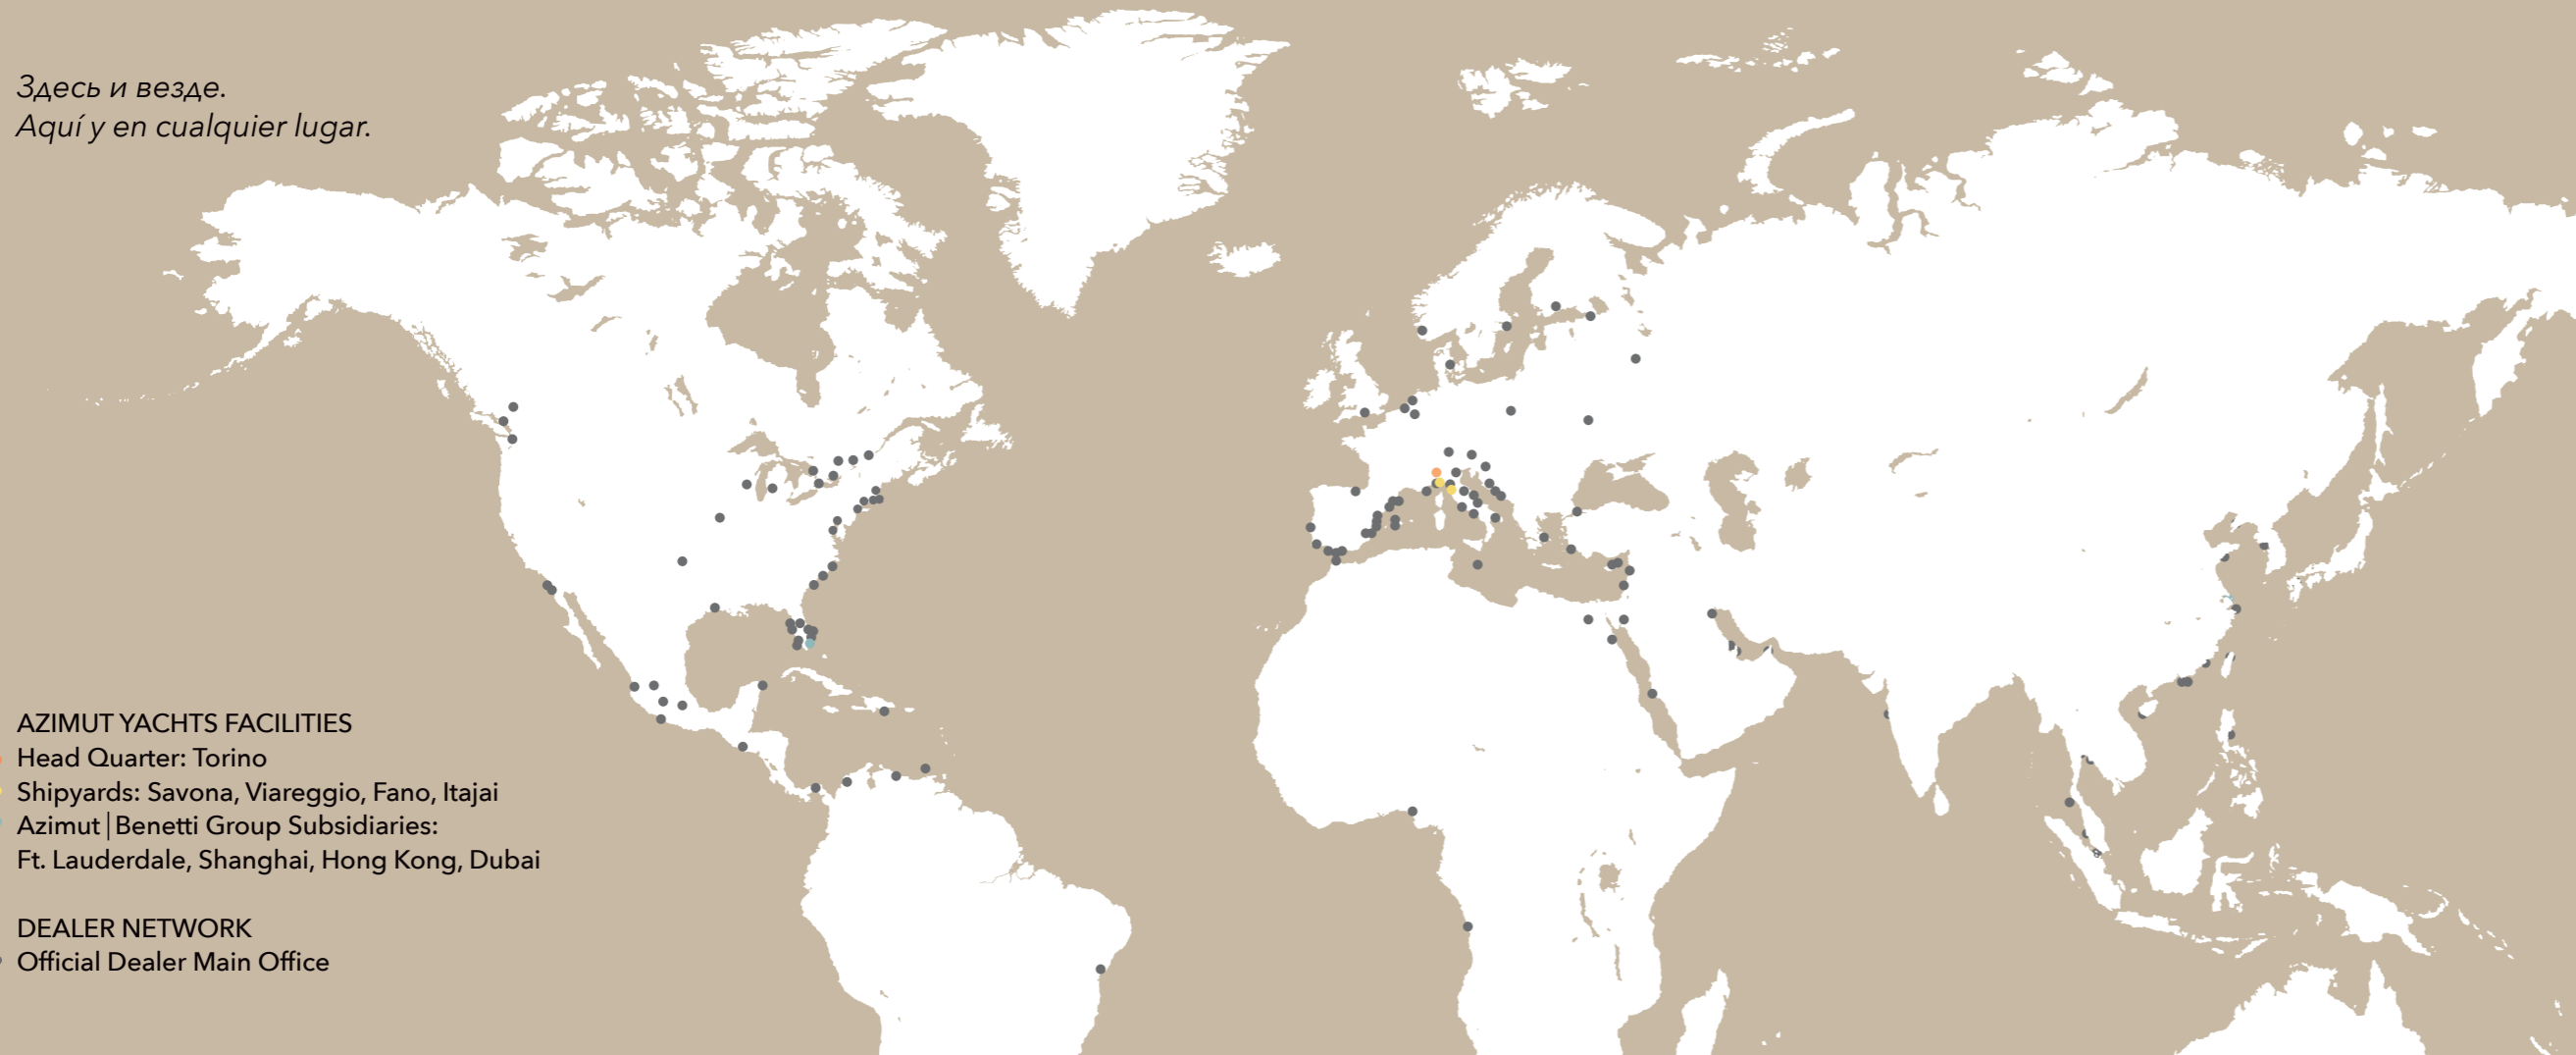 Здесь и везде.
Aquí y en cualquier lugar.
AZIMUT YACHTS FACILITIES
Head Quarter: Torino
Shipyards: Savona, Viareggio, Fano, Itajai
Azimut|Benetti Group Subsidiaries:
Ft. Lauderdale, Shanghai, Hong Kong, Dubai
DEALER NETWORK
Official Dealer Main Office